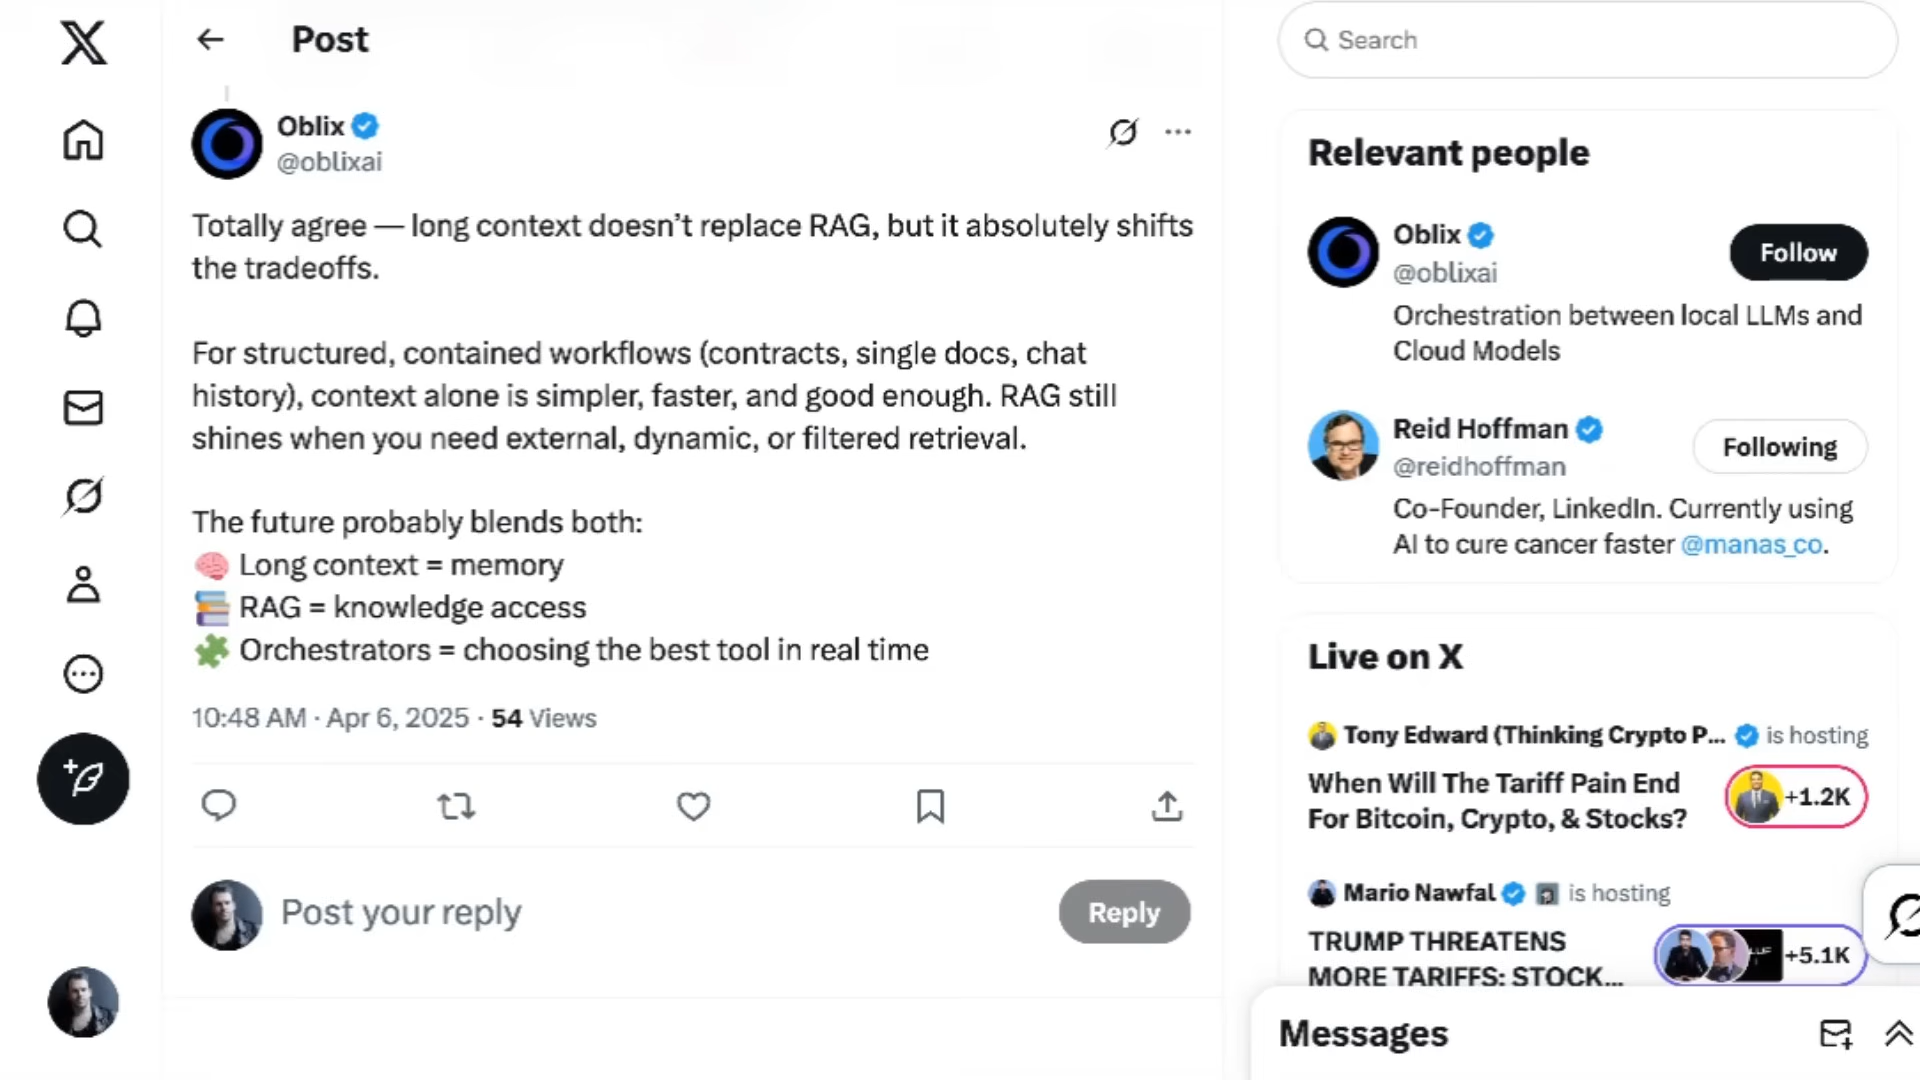 Post
Oblix
@oblixai
Totally agree — long context doesn’t replace RAG, but it absolutely shifts
the tradeoffs.
For structured, contained workflows (contracts, single docs, chat
history), context alone is simpler, faster, and good enough. RAG still
shines when you need external, dynamic, or filtered retrieval.
The future probably blends both:
🧠 Long context = memory
📚 RAG = knowledge access
🧩 Orchestrators = choosing the best tool in real time
10:48 AM · Apr 6, 2025 · 54 Views
Post your reply
Reply
Search
Relevant people
Oblix
@oblixai
Follow
Orchestration between local LLMs and
Cloud Models
Reid Hoffman
@reidhoffman
Following
Co-Founder, LinkedIn. Currently using
AI to cure cancer faster @manas_co.
Live on X
Tony Edward (Thinking Crypto P... is hosting
When Will The Tariff Pain End
For Bitcoin, Crypto, & Stocks?
+1.2K
Mario Nawfal is hosting
TRUMP THREATENS
MORE TARIFFS: STOCK...
+5.1K
Messages